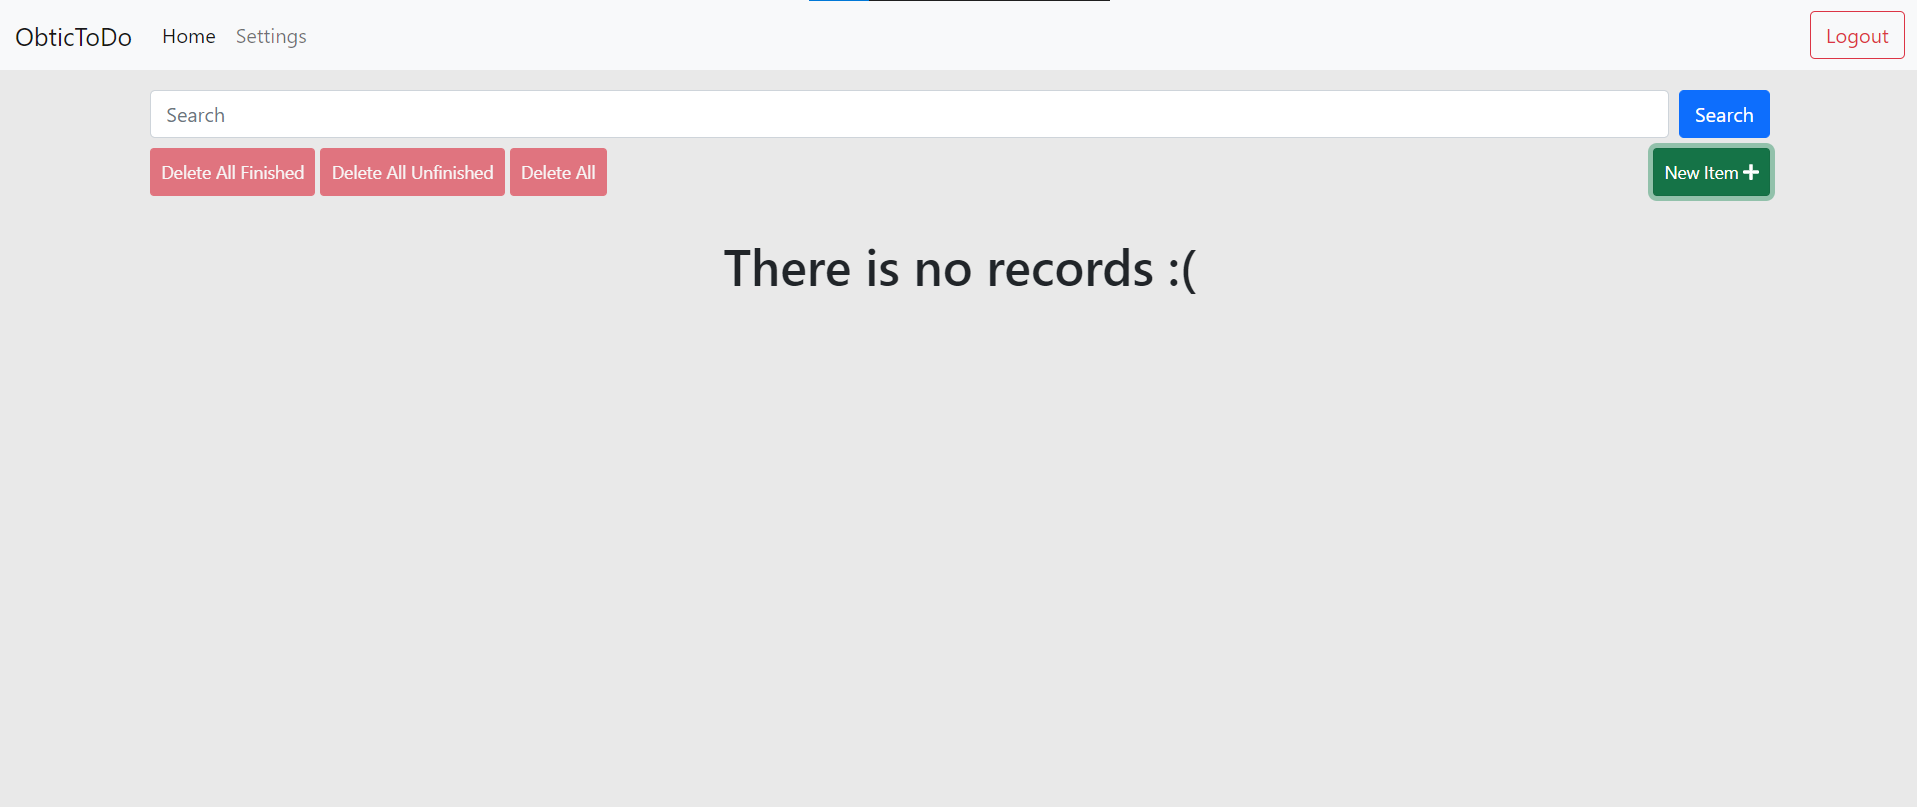 ObticToDo Home Settings Logout
Search Search
Delete All Finished Delete All Unfinished Delete All New Item
There is no records :(